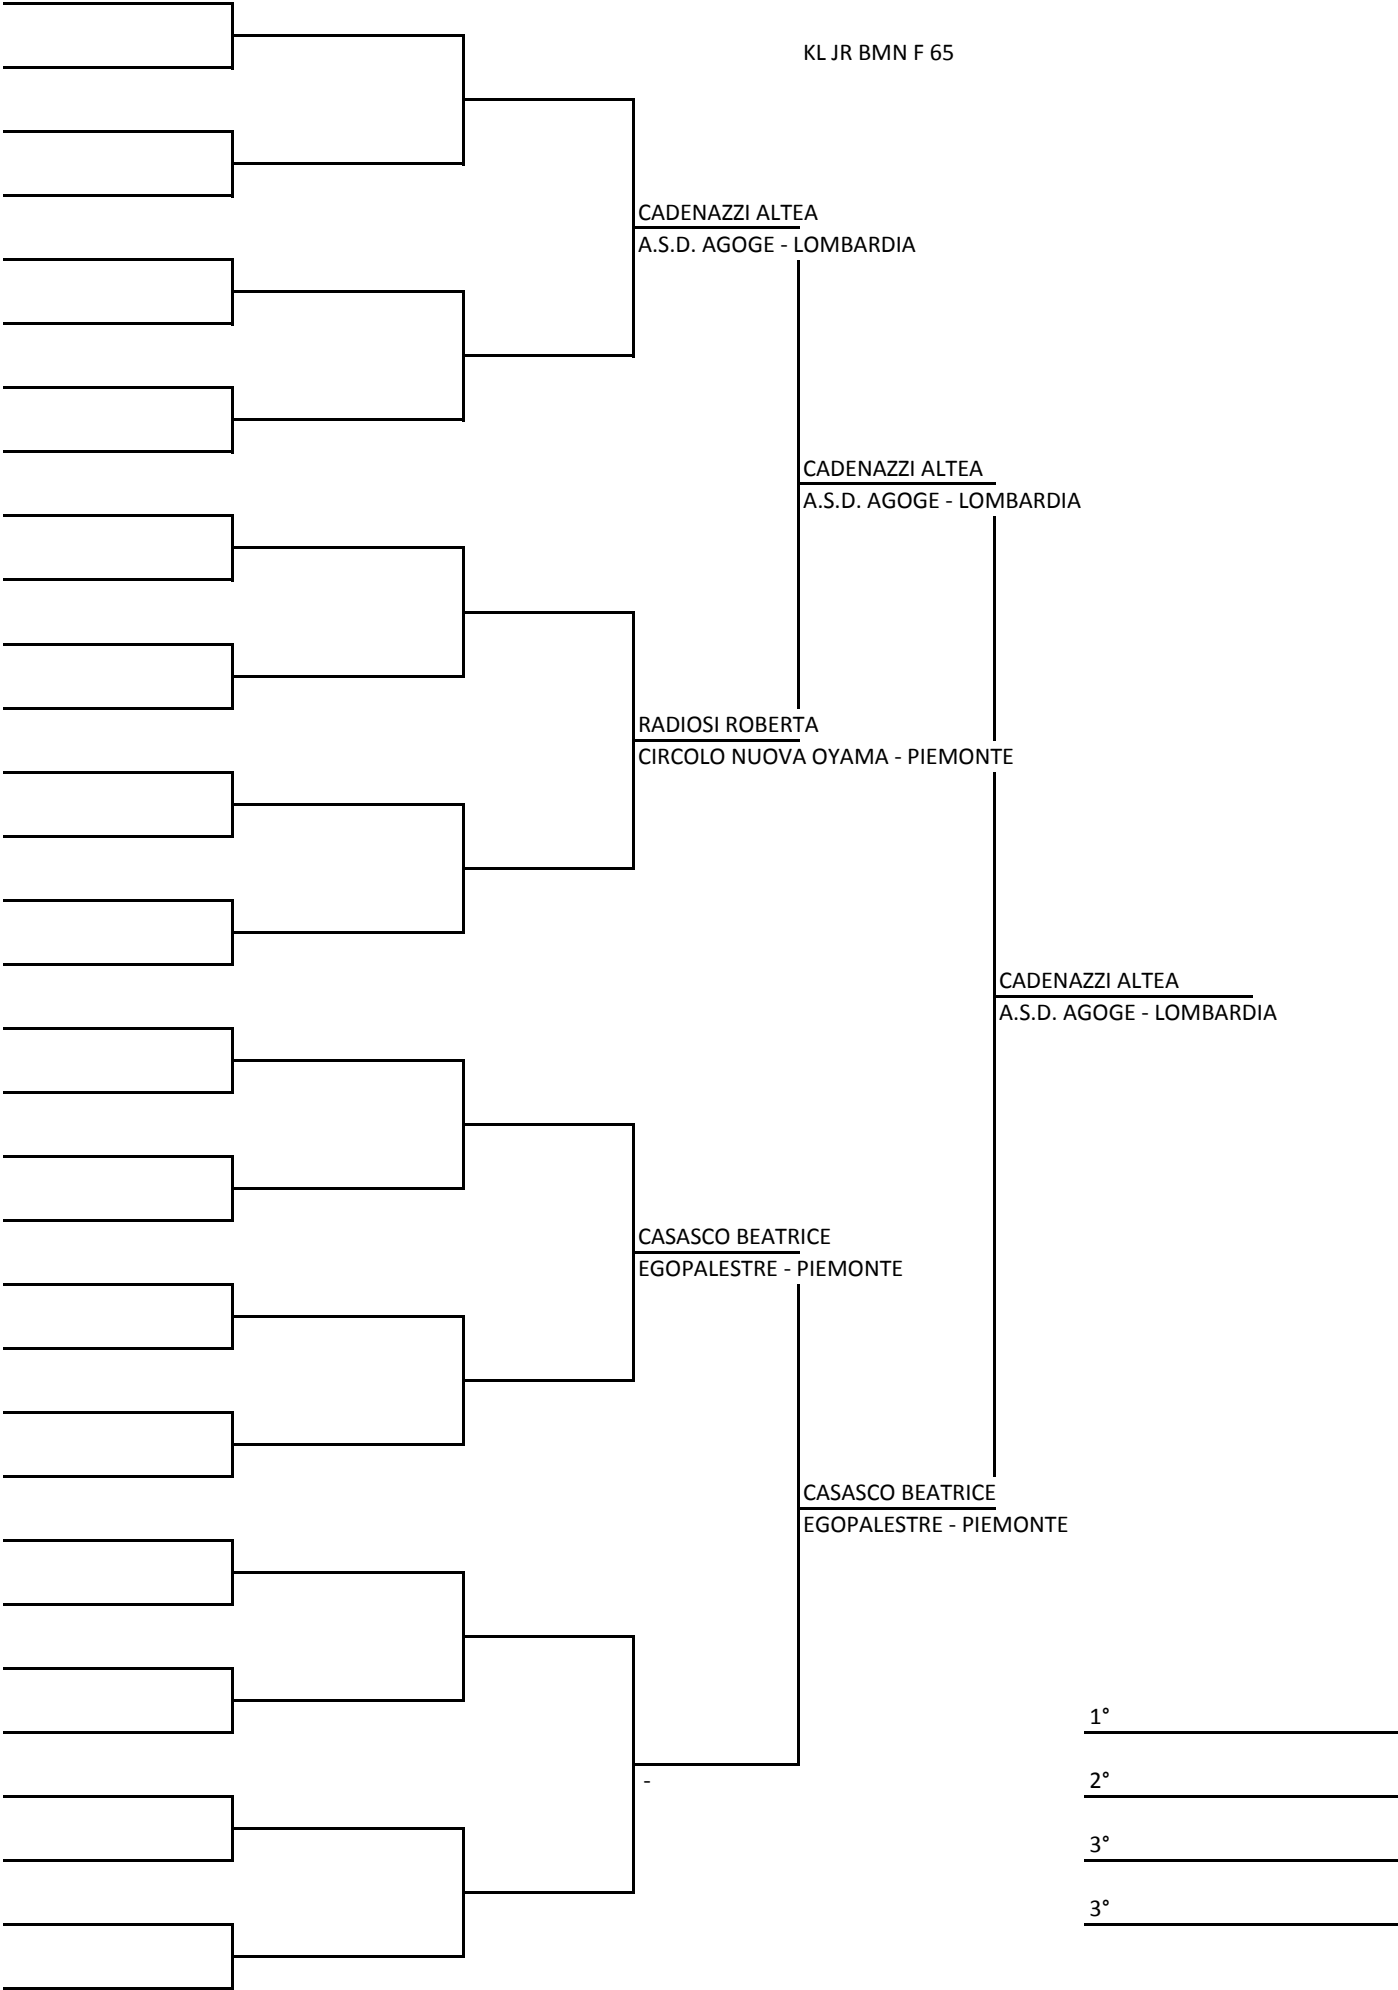 KL JR BMN F 65
CADENAZZI ALTEA
A.S.D. AGOGE - LOMBARDIA
CADENAZZI ALTEA
A.S.D. AGOGE - LOMBARDIA
RADIOSI ROBERTA
CIRCOLO NUOVA OYAMA - PIEMONTE
CADENAZZI ALTEA
A.S.D. AGOGE - LOMBARDIA
CASASCO BEATRICE
EGOPALESTRE - PIEMONTE
CASASCO BEATRICE
EGOPALESTRE - PIEMONTE
1°
-
2°
3°
3°